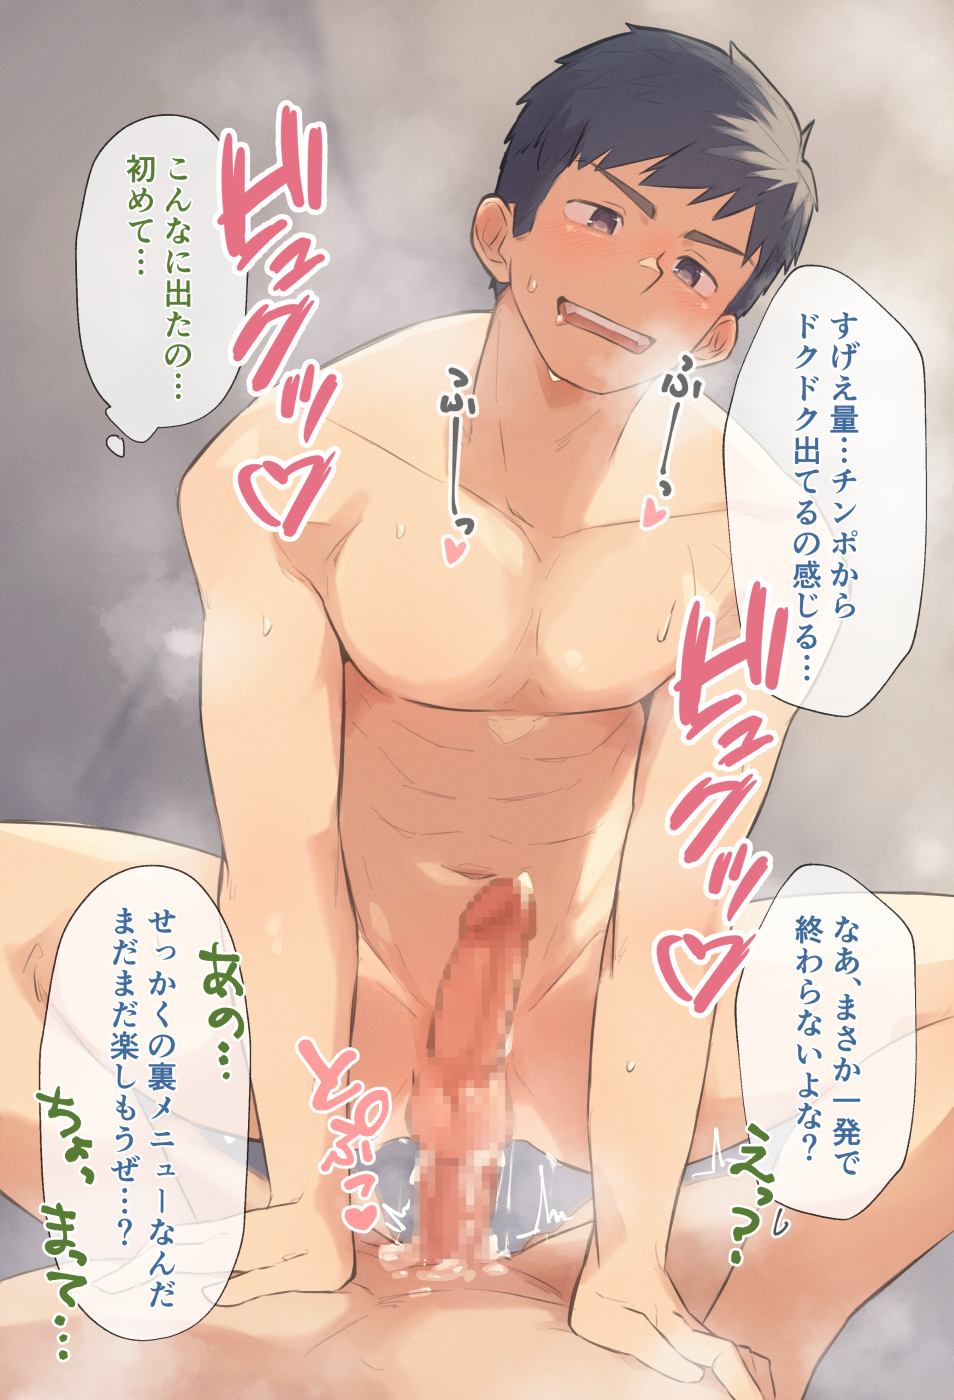 すげえ量…チンポから
ドクドク出てるの感じる…
ふーっ
ふーっ
ビュクッ♡
こんなに出たの…
初めて…
ビュクッ♡
なあ、まさか一発で
終わらないよな?
えっ?
とぷっ♡
せっかくの裏メニューなんだ
まだまだ楽しもうぜ…?
あの…
ちょっ
まって…